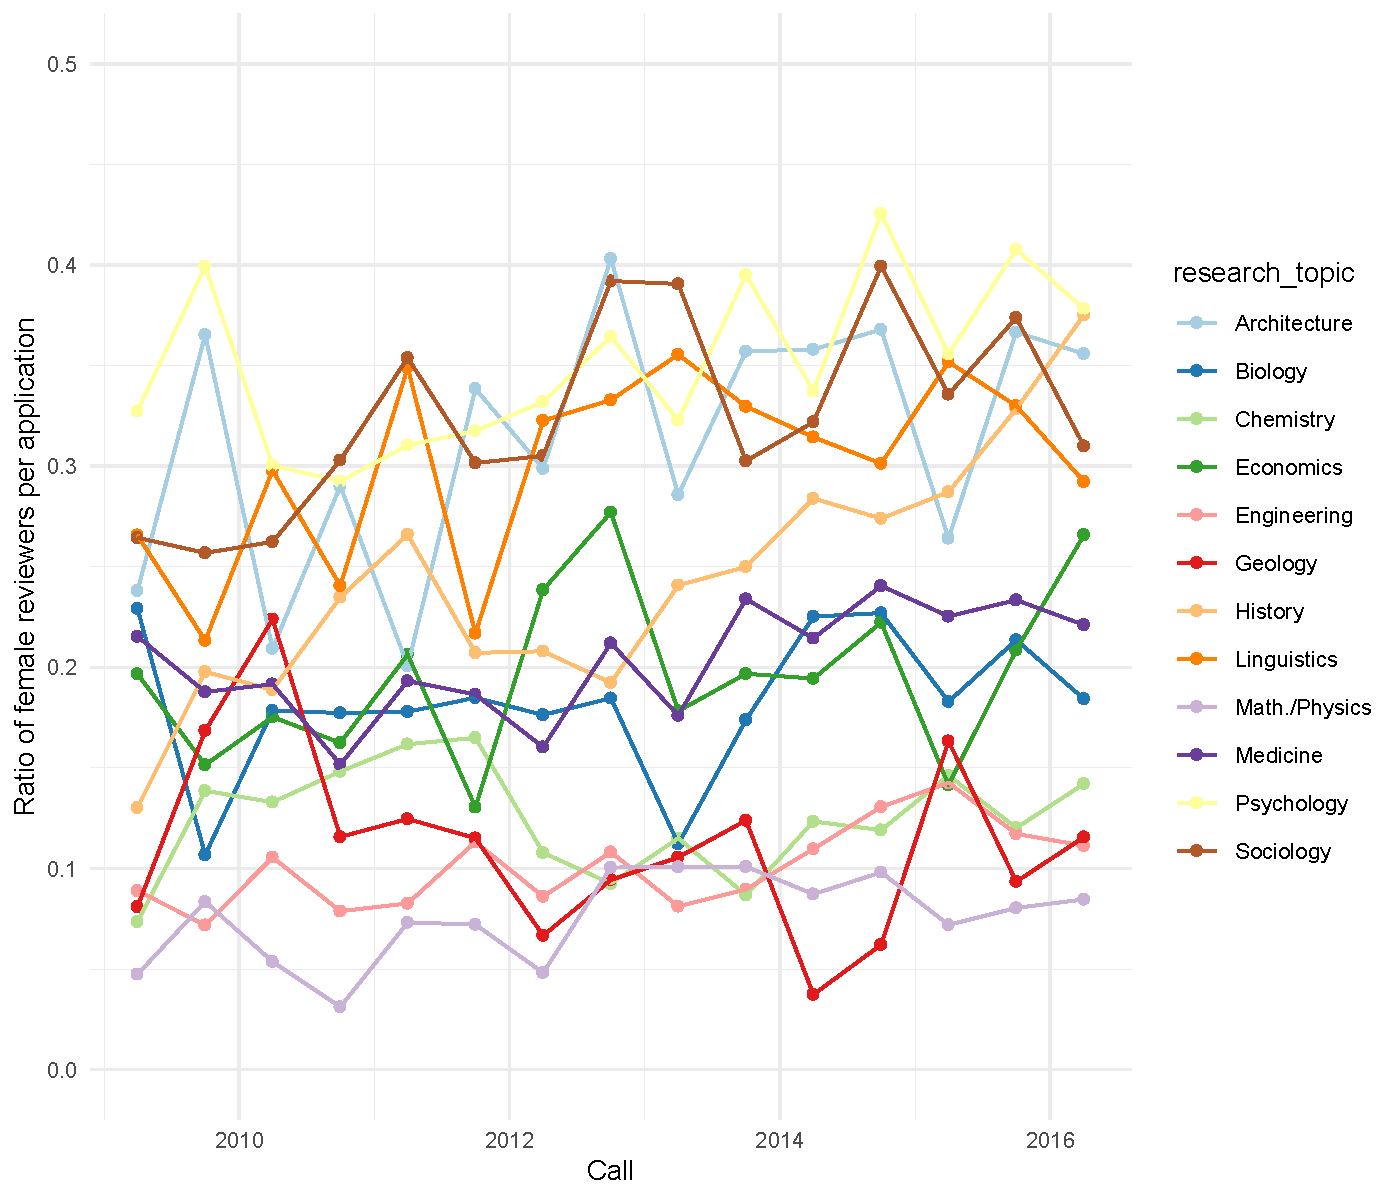 0.5
0.4
0.3
0.2
0.1
0.0
Ratio of female reviewers per application
2010
2012
2014
2016
Call
research_topic
Architecture
Biology
Chemistry
Economics
Engineering
Geology
History
Linguistics
Math./Physics
Medicine
Psychology
Sociology